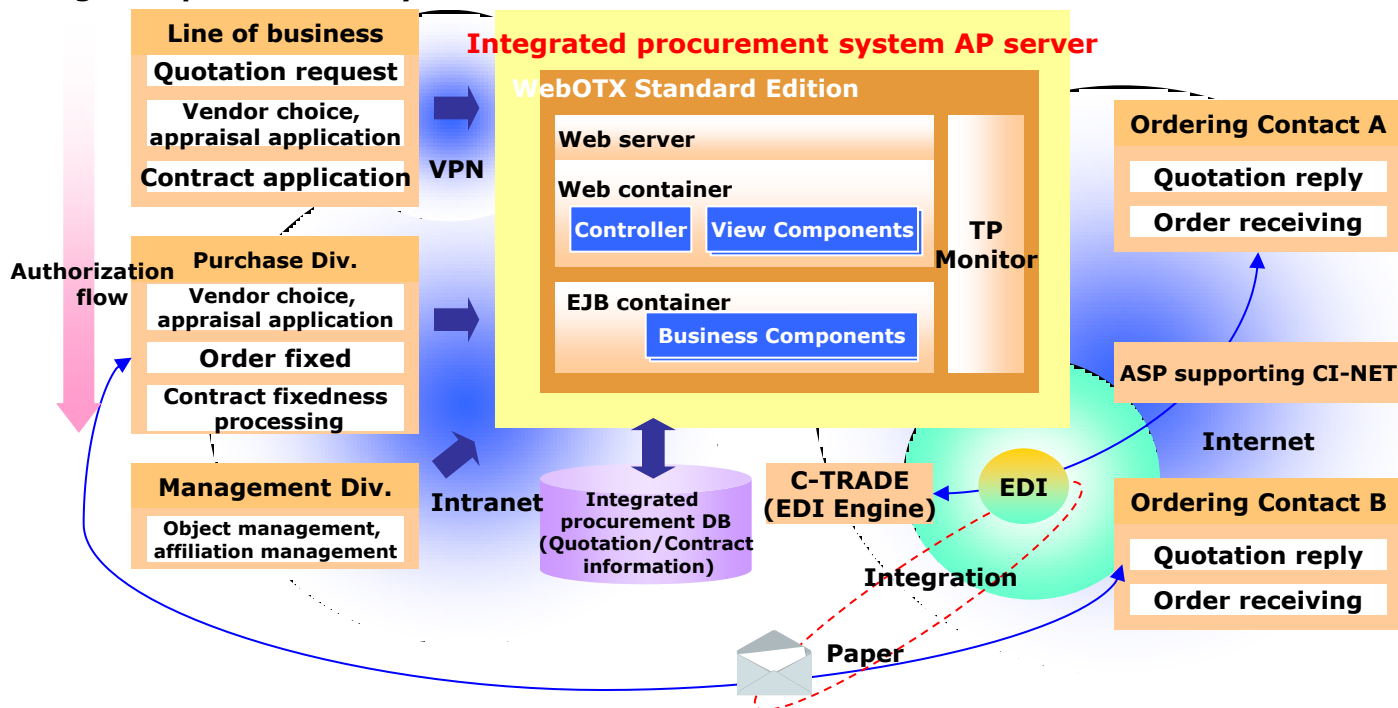 Line of business
Quotation request
Vendor choice,
appraisal application
Contract application
VPN
Authorization
flow
Purchase Div.
Vendor choice,
appraisal application
Order fixed
Contract fixedness
processing
Management Div.
Object management,
affiliation management
Intranet
Integrated procurement system AP server
WebOTX Standard Edition
Web server
Web container
Controller
View Components
EJB container
Business Components
TP
Monitor
Integrated
procurement DB
(Quotation/Contract
information)
C-TRADE
(EDI Engine)
EDI
Integration
Paper
Ordering Contact A
Quotation reply
Order receiving
ASP supporting CI-NET
Internet
Ordering Contact B
Quotation reply
Order receiving